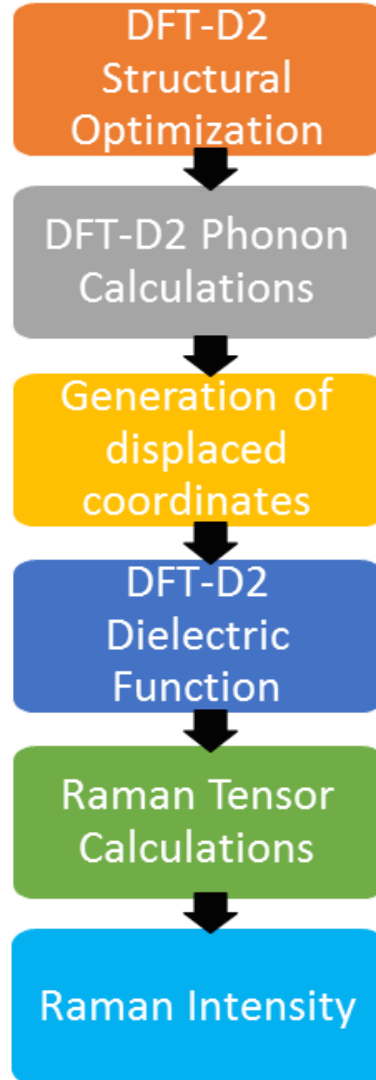 DFT-D2
Structural
Optimization
DFT-D2 Phonon
Calculations
Generation of
displaced
coordinates
DFT-D2
Dielectric
Function
Raman Tensor
Calculations
Raman Intensity